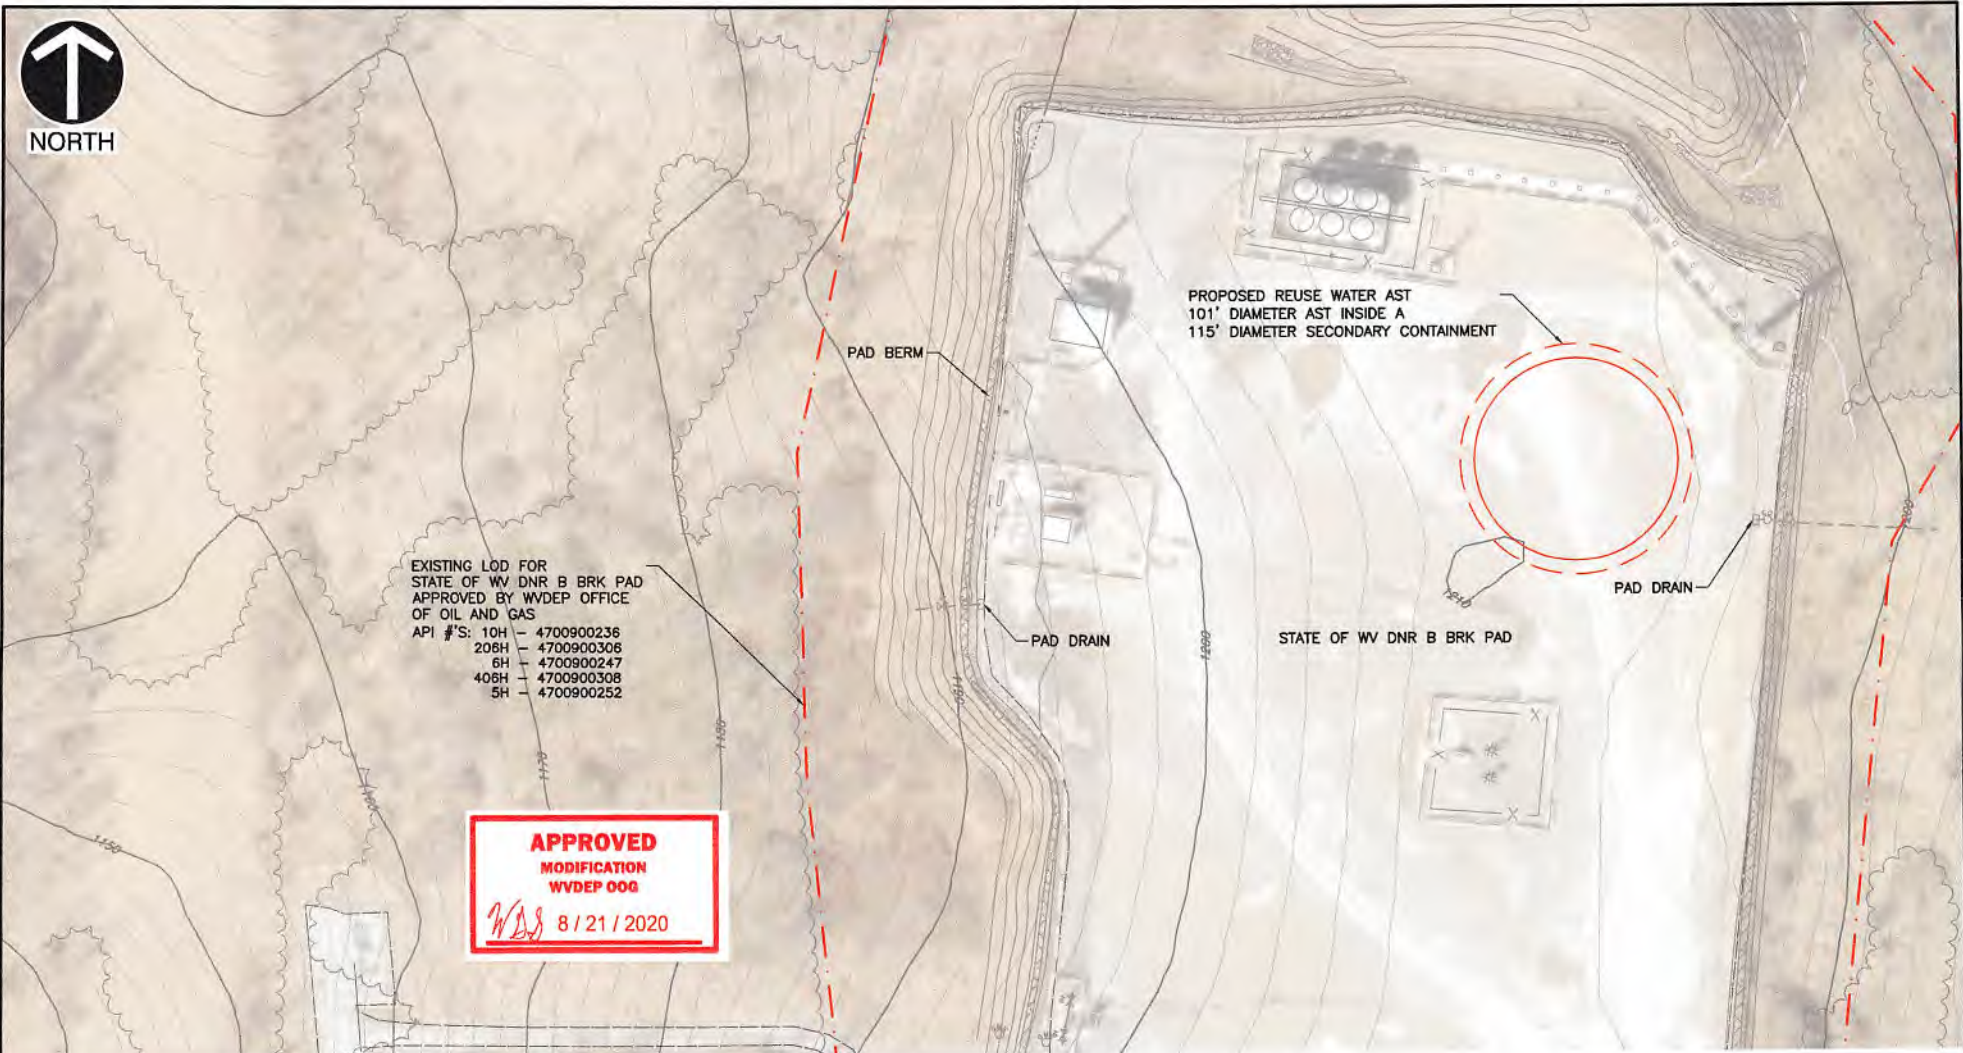 NORTH
PROPOSED REUSE WATER AST
101' DIAMETER AST INSIDE A
115' DIAMETER SECONDARY CONTAINMENT
PAD BERM
EXISTING LOD FOR
STATE OF WV DNR B BRK PAD
APPROVED BY WVDEP OFFICE
OF OIL AND GAS
API #'S: 10H - 4700900236
206H - 4700900306
6H - 4700900247
406H - 4700900308
5H - 4700900252
PAD DRAIN
PAD DRAIN
STATE OF WV DNR B BRK PAD
1200
1210
1200
1170
1150
APPROVED
MODIFICATION
WVDEP OOG
8/21/2020